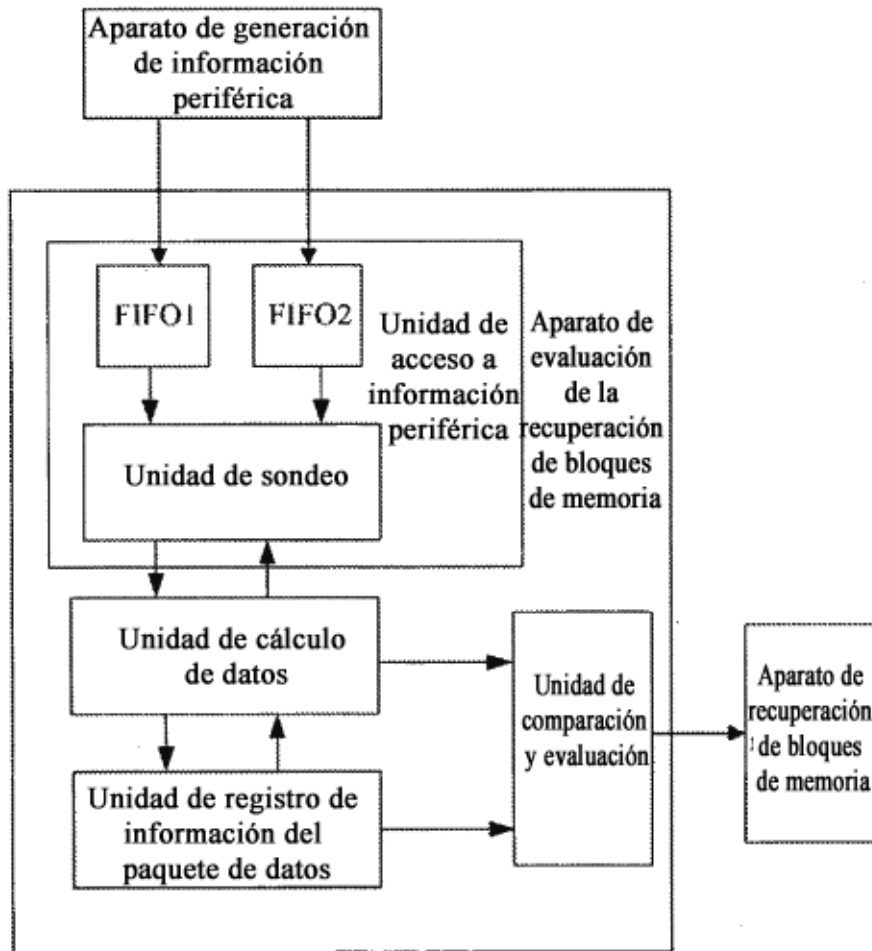 Aparato de generación
de información
periférica
FIFO1
FIFO2
Unidad de
acceso a
información
periférica
Aparato de
evaluación
de la
recuperación
de bloques
de memoria
Unidad de sondeo
Unidad de cálculo
de datos
Unidad de
comparación
y evaluación
Aparato de
recuperación
de bloques
de memoria
Unidad de registro de
información del
paquete de datos